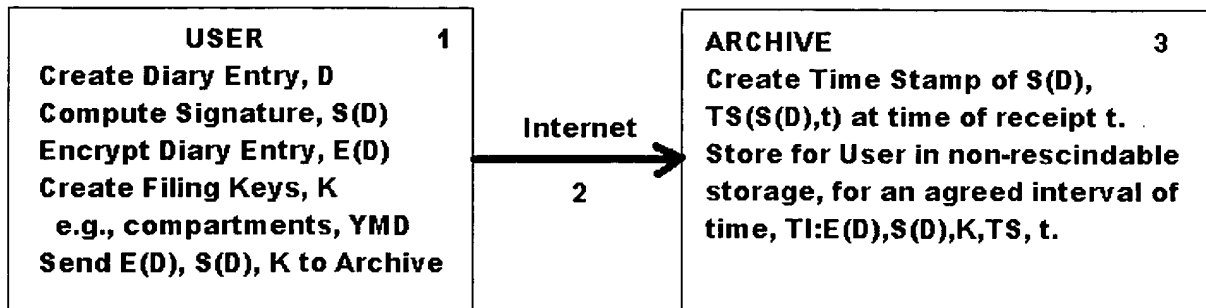 USER 1
Create Diary Entry, D
Compute Signature, S(D)
Encrypt Diary Entry, E(D)
Create Filing Keys, K
e.g., compartments, YMD
Send E(D), S(D), K to Archive
Internet
2
ARCHIVE 3
Create Time Stamp of S(D),
TS(S(D),t) at time of receipt t.
Store for User in non-rescindable
storage, for an agreed interval of
time, TI:E(D),S(D),K,TS, t.